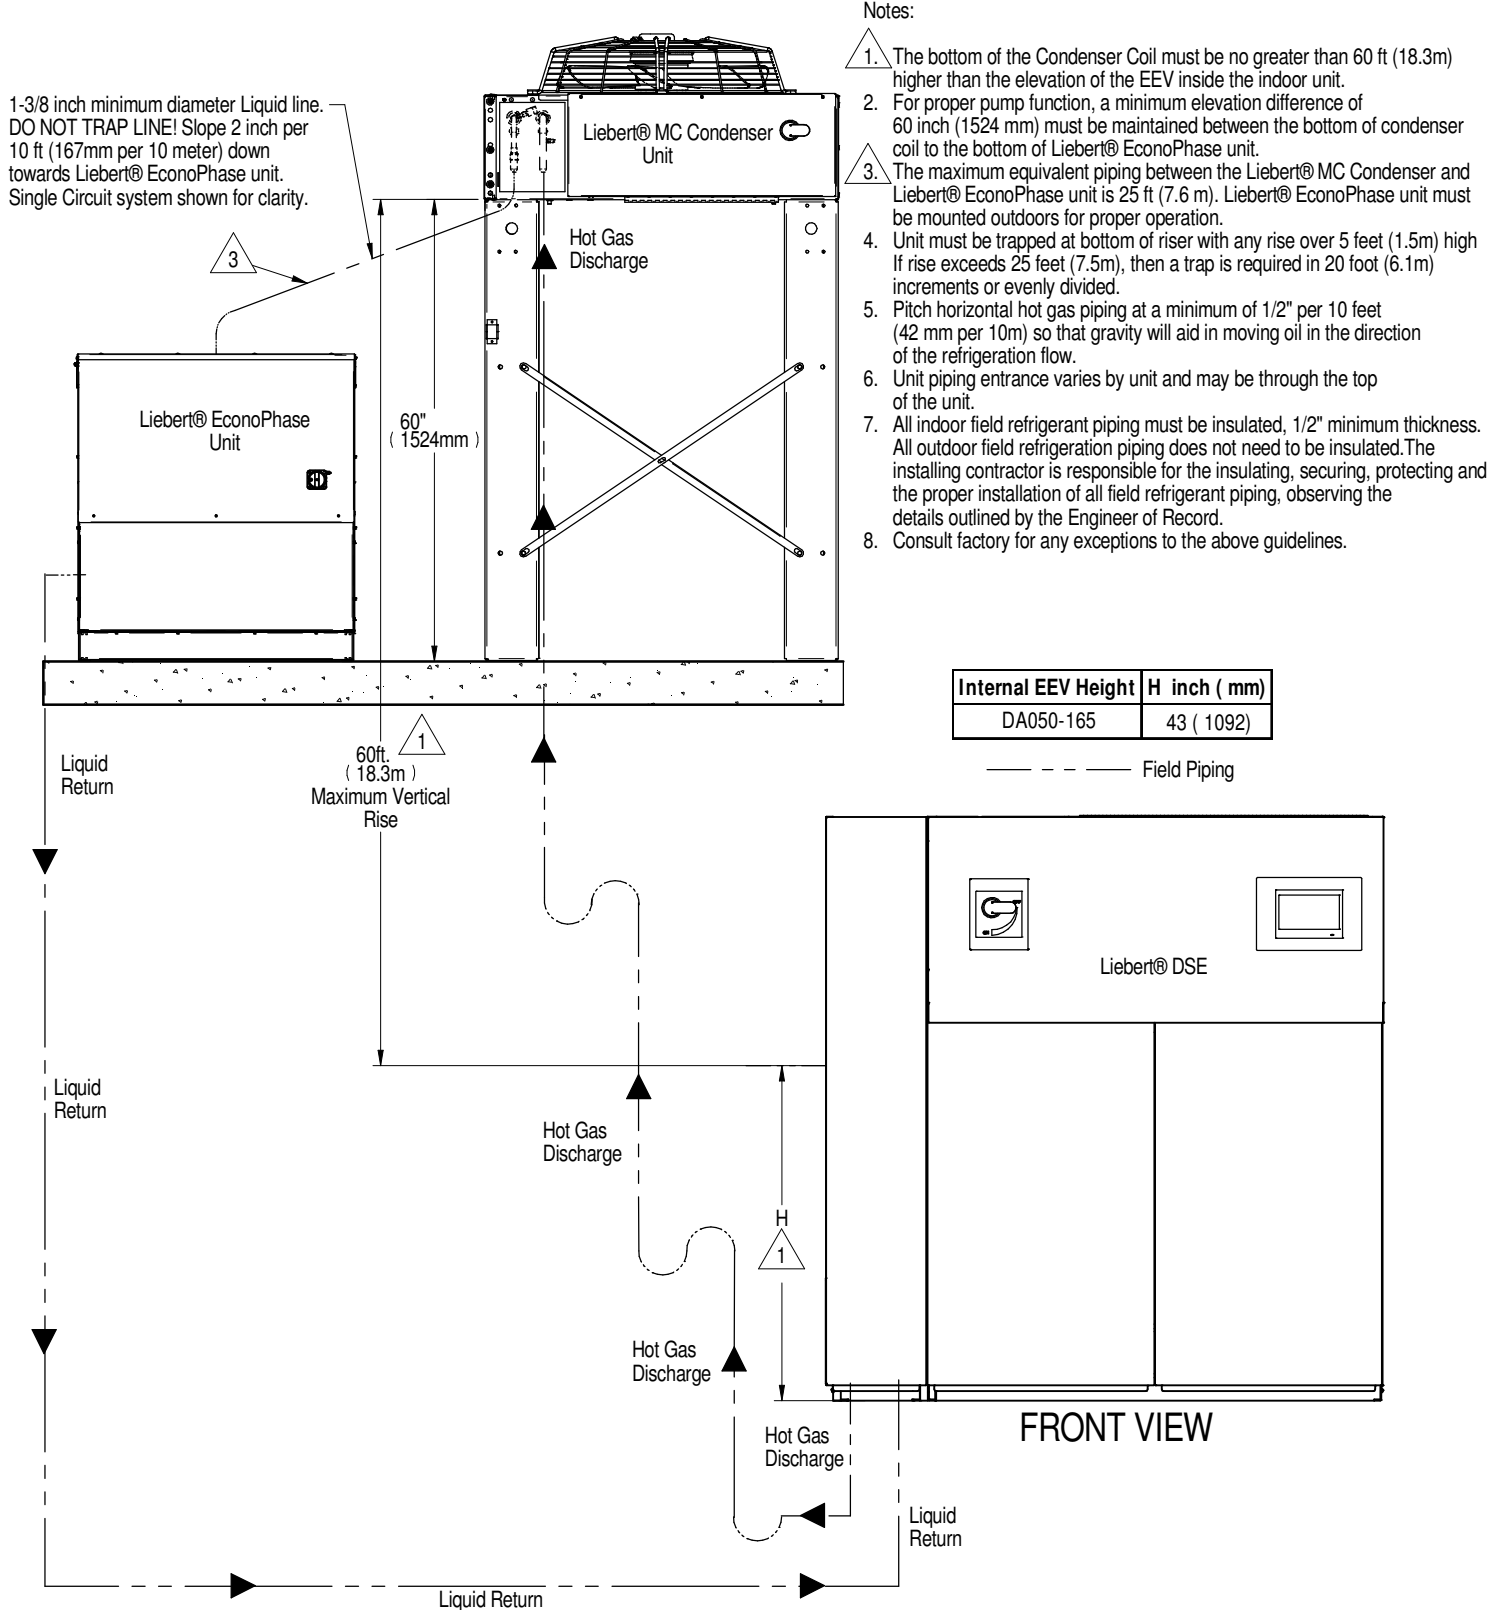 Notes:
1. The bottom of the Condenser Coil must be no greater than 60 ft (18.3m)
higher than the elevation of the EEV inside the indoor unit.
2. For proper pump function, a minimum elevation difference of
60 inch (1524 mm) must be maintained between the bottom of condenser
coil to the bottom of Liebert® EconoPhase unit.
3. The maximum equivalent piping between the Liebert® MC Condenser and
Liebert® EconoPhase unit is 25 ft (7.6 m). Liebert® EconoPhase unit must
be mounted outdoors for proper operation.
4. Unit must be trapped at bottom of riser with any rise over 5 feet (1.5m) high
If rise exceeds 25 feet (7.5m), then a trap is required in 20 foot (6.1m)
increments or evenly divided.
5. Pitch horizontal hot gas piping at a minimum of 1/2" per 10 feet
(42 mm per 10m) so that gravity will aid in moving oil in the direction
of the refrigeration flow.
6. Unit piping entrance varies by unit and may be through the top
of the unit.
7. All indoor field refrigerant piping must be insulated, 1/2" minimum thickness.
All outdoor field refrigeration piping does not need to be insulated.The
installing contractor is responsible for the insulating, securing, protecting and
the proper installation of all field refrigerant piping, observing the
details outlined by the Engineer of Record.
8. Consult factory for any exceptions to the above guidelines.
1-3/8 inch minimum diameter Liquid line.
DO NOT TRAP LINE! Slope 2 inch per
10 ft (167mm per 10 meter) down
towards Liebert® EconoPhase unit.
Single Circuit system shown for clarity.
Liebert® MC Condenser
Unit
3
Hot Gas
Discharge
Liebert® EconoPhase
Unit
60"
( 1524mm )
Internal EEV Height H inch ( mm)
DA050-165 43 ( 1092)
Field Piping
Liquid
Return
1
60ft.
( 18.3m )
Maximum Vertical
Rise
Liebert® DSE
Liquid
Return
Hot Gas
Discharge
H
1
Hot Gas
Discharge
FRONT VIEW
Hot Gas
Discharge
Liquid
Return
Liquid Return